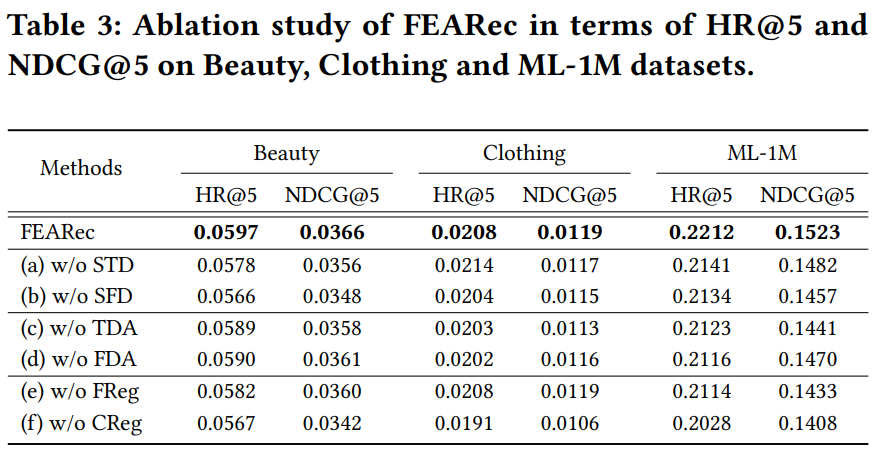 Table 3: Ablation study of FEARec in terms of HR@5 and
NDCG@5 on Beauty, Clothing and ML-1M datasets.
Methods Beauty Clothing ML-1M
HR@5 NDCG@5 HR@5 NDCG@5 HR@5 NDCG@5
FEARec 0.0597 0.0366 0.0208 0.0119 0.2212 0.1523
(a) w/o STD 0.0578 0.0356 0.0214 0.0117 0.2141 0.1482
(b) w/o SFD 0.0566 0.0348 0.0204 0.0115 0.2134 0.1457
(c) w/o TDA 0.0589 0.0358 0.0203 0.0113 0.2123 0.1441
(d) w/o FDA 0.0590 0.0361 0.0202 0.0116 0.2116 0.1470
(e) w/o FReg 0.0582 0.0360 0.0208 0.0119 0.2114 0.1433
(f) w/o CReg 0.0567 0.0342 0.0191 0.0106 0.2028 0.1408